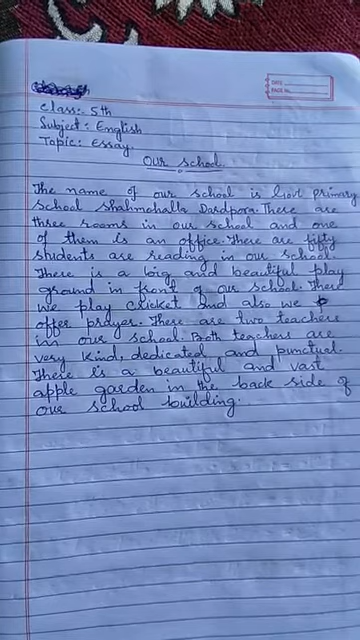 DATE
PAGE No.
Class:- 5th
Subject: English
Topic: Essay.
Our School.
The name of our school is Govt primary
School Shahmohalla Dardpora. There are
three rooms in our school and one
of them is an office. There are fifty
students are reading in our school.
There is a big and beautiful play
ground in front of our school. There
we play cricket and also we
offer prayer. There are two teachers
in our school. Both teachers are
very kind, dedicated and punctual.
There is a beautiful and vast
apple garden in the back side of
our school building.